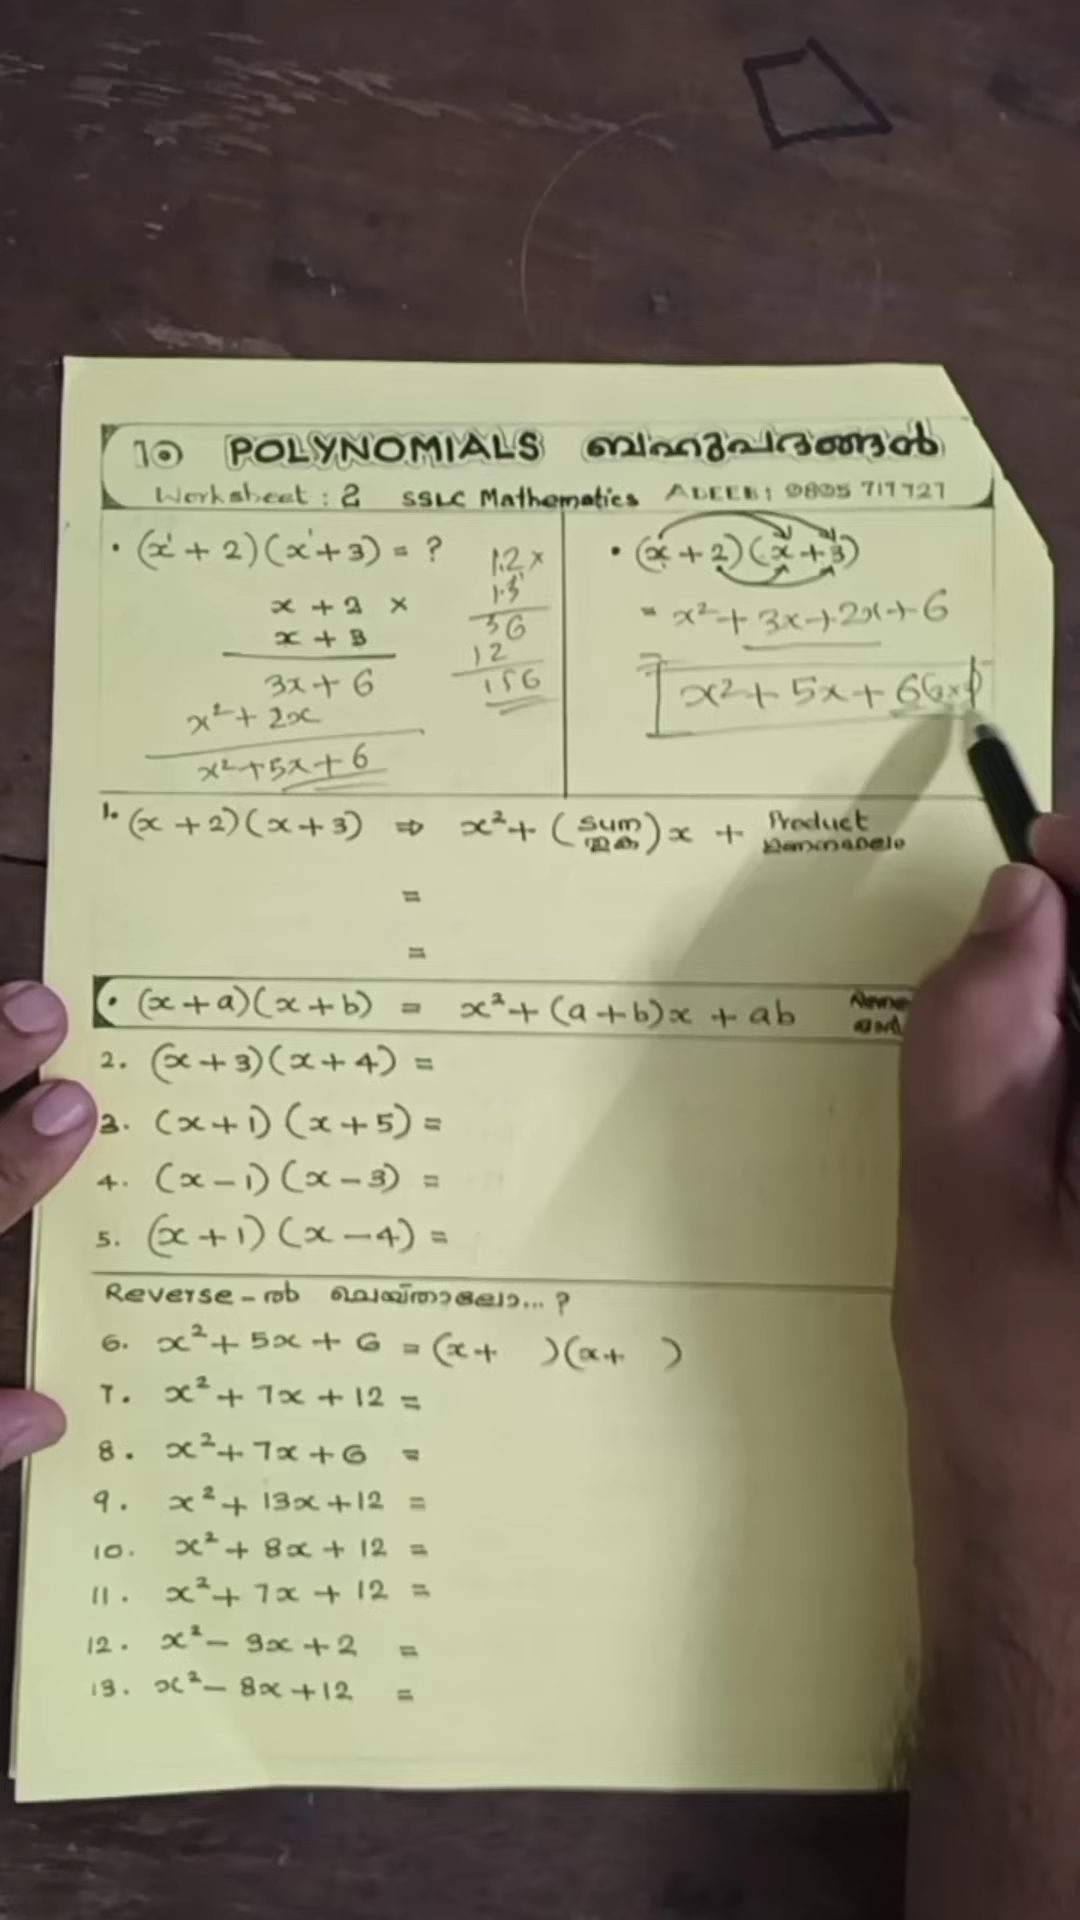 10 POLYNOMIALS ബഹുപദങ്ങൾ
Worksheet : 2 SSLC Mathematics ADEEB:
• (x + 2)(x + 3) = ?
x + 2 ×
x + 3
3x + 6
x² + 2x
x² + 5x + 6
12 ×
13
36
12
156
• (x + 2)(x + 3)
= x² + 3x + 2x + 6
= x² + 5x + 6
1. (x + 2)(x + 3) ⇒ x² + (Sum തുക)x + Product ഗുണനഫലം
=
=
• (x + a)(x + b) = x² + (a + b)x + ab
2. (x + 3)(x + 4) =
3. (x + 1)(x + 5) =
4. (x − 1)(x − 3) =
5. (x + 1)(x − 4) =
Reverse - ൽ ചെയ്താലോ...?
6. x² + 5x + 6 = (x + )(x + )
7. x² + 7x + 12 =
8. x² + 7x + 6 =
9. x² + 13x + 12 =
10. x² + 8x + 12 =
11. x² + 7x + 12 =
12. x² − 3x + 2 =
13. x² − 8x + 12 =